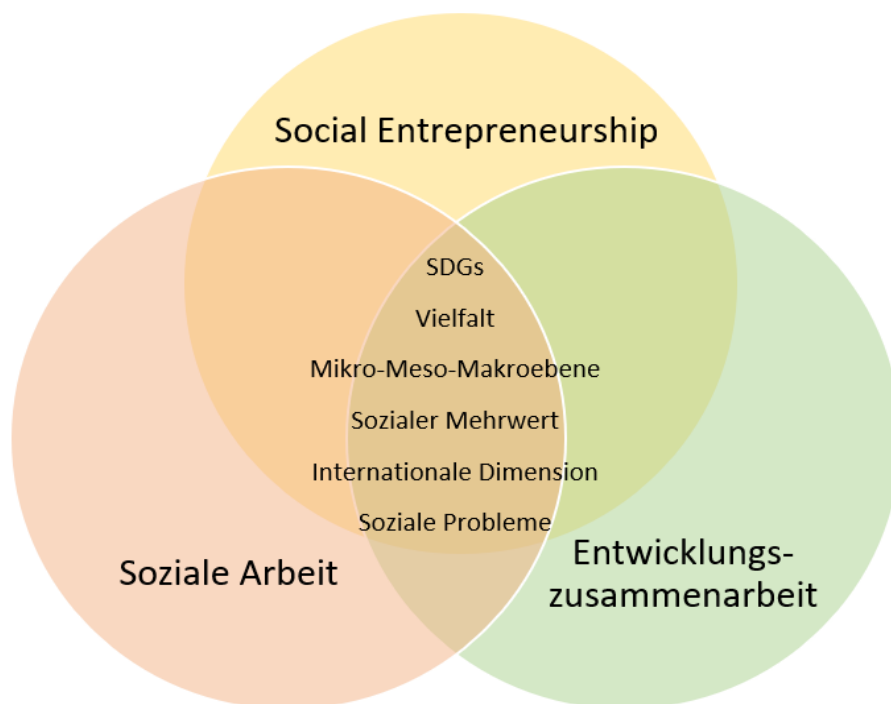 Social Entrepreneurship
SDGs
Vielfalt
Mikro-Meso-Makroebene
Sozialer Mehrwert
Internationale Dimension
Soziale Probleme
Soziale Arbeit
Entwicklungs-
zusammenarbeit